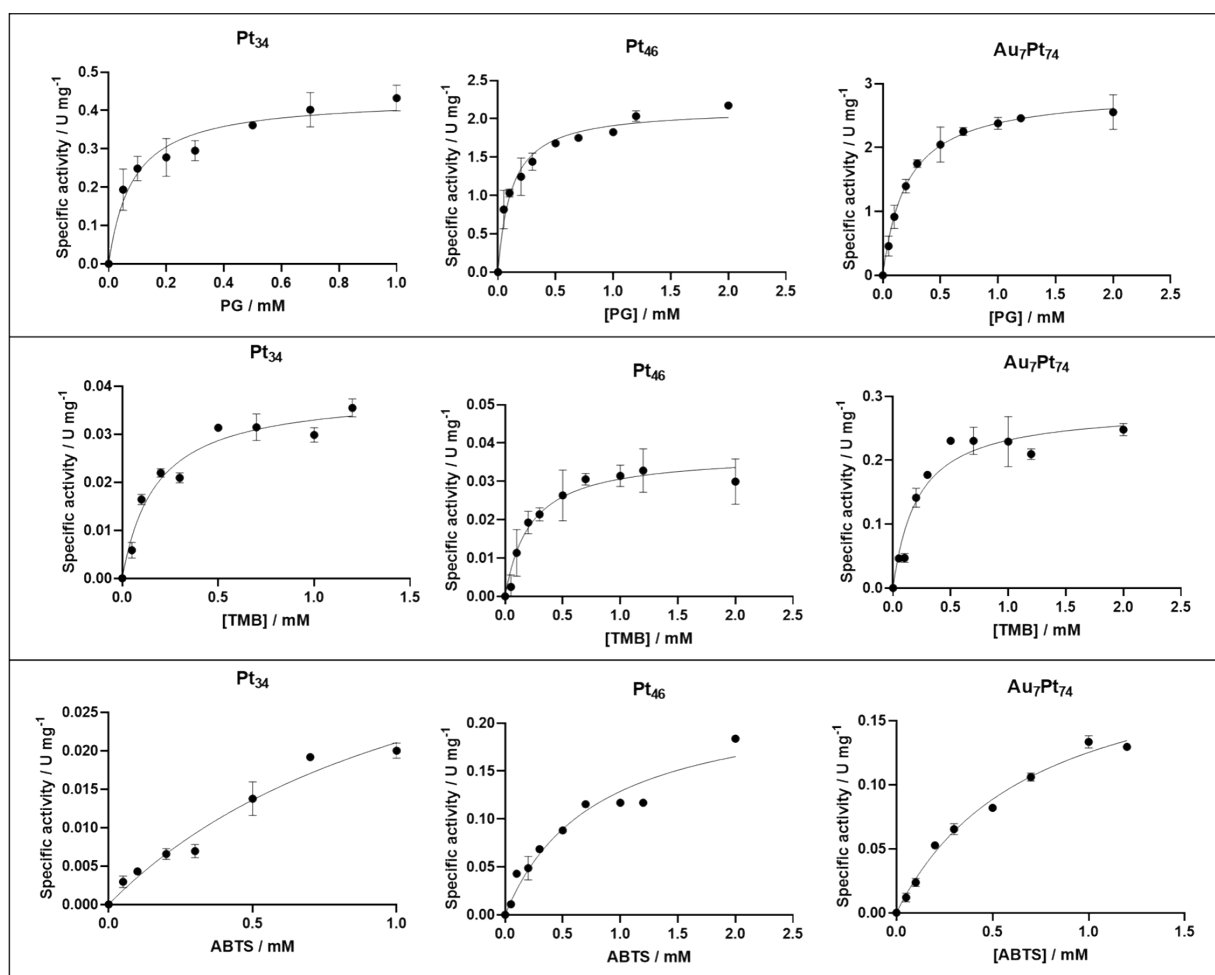 Pt34
Specific activity / U mg-1
0.5
0.4
0.3
0.2
0.1
0.0
0.0 0.2 0.4 0.6 0.8 1.0
PG / mM
Pt46
Specific activity / U mg-1
2.5
2.0
1.5
1.0
0.5
0.0
0.0 0.5 1.0 1.5 2.0 2.5
[PG] / mM
Au7Pt74
Specific activity / U mg-1
3
2
1
0
0.0 0.5 1.0 1.5 2.0 2.5
[PG] / mM
Pt34
Specific activity / U mg-1
0.04
0.03
0.02
0.01
0.00
0.0 0.5 1.0 1.5
[TMB] / mM
Pt46
Specific activity / U mg-1
0.05
0.04
0.03
0.02
0.01
0.00
0.0 0.5 1.0 1.5 2.0 2.5
[TMB] / mM
Au7Pt74
Specific activity / U mg-1
0.3
0.2
0.1
0.0
0.0 0.5 1.0 1.5 2.0 2.5
[TMB] / mM
Pt34
Specific activity / U mg-1
0.025
0.020
0.015
0.010
0.005
0.000
0.0 0.5 1.0
ABTS / mM
Pt46
Specific activity / U mg-1
0.20
0.15
0.10
0.05
0.00
0.0 0.5 1.0 1.5 2.0 2.5
ABTS / mM
Au7Pt74
Specific activity / U mg-1
0.15
0.10
0.05
0.00
0.0 0.5 1.0 1.5
[ABTS] / mM